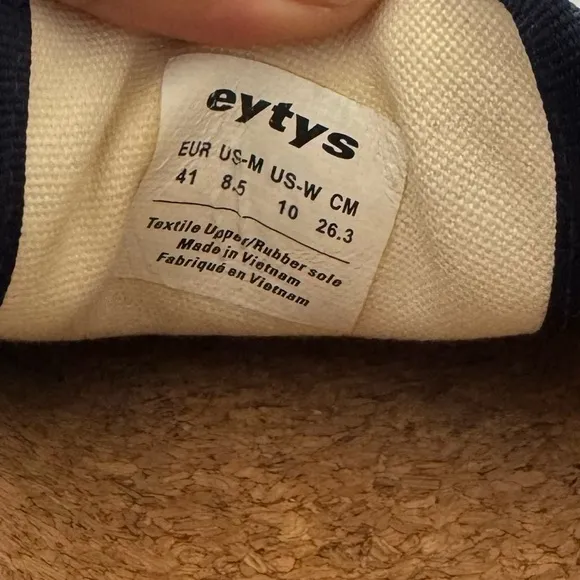 eytys
EUR US-M US-W CM
41 8.5 10 26.3
Textile Upper/Rubber sole
Made in Vietnam
Fabriqué en Vietnam